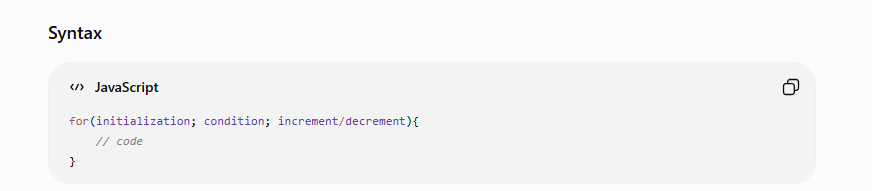 Syntax
</> JavaScript
for(initialization; condition; increment/decrement){
    // code
}